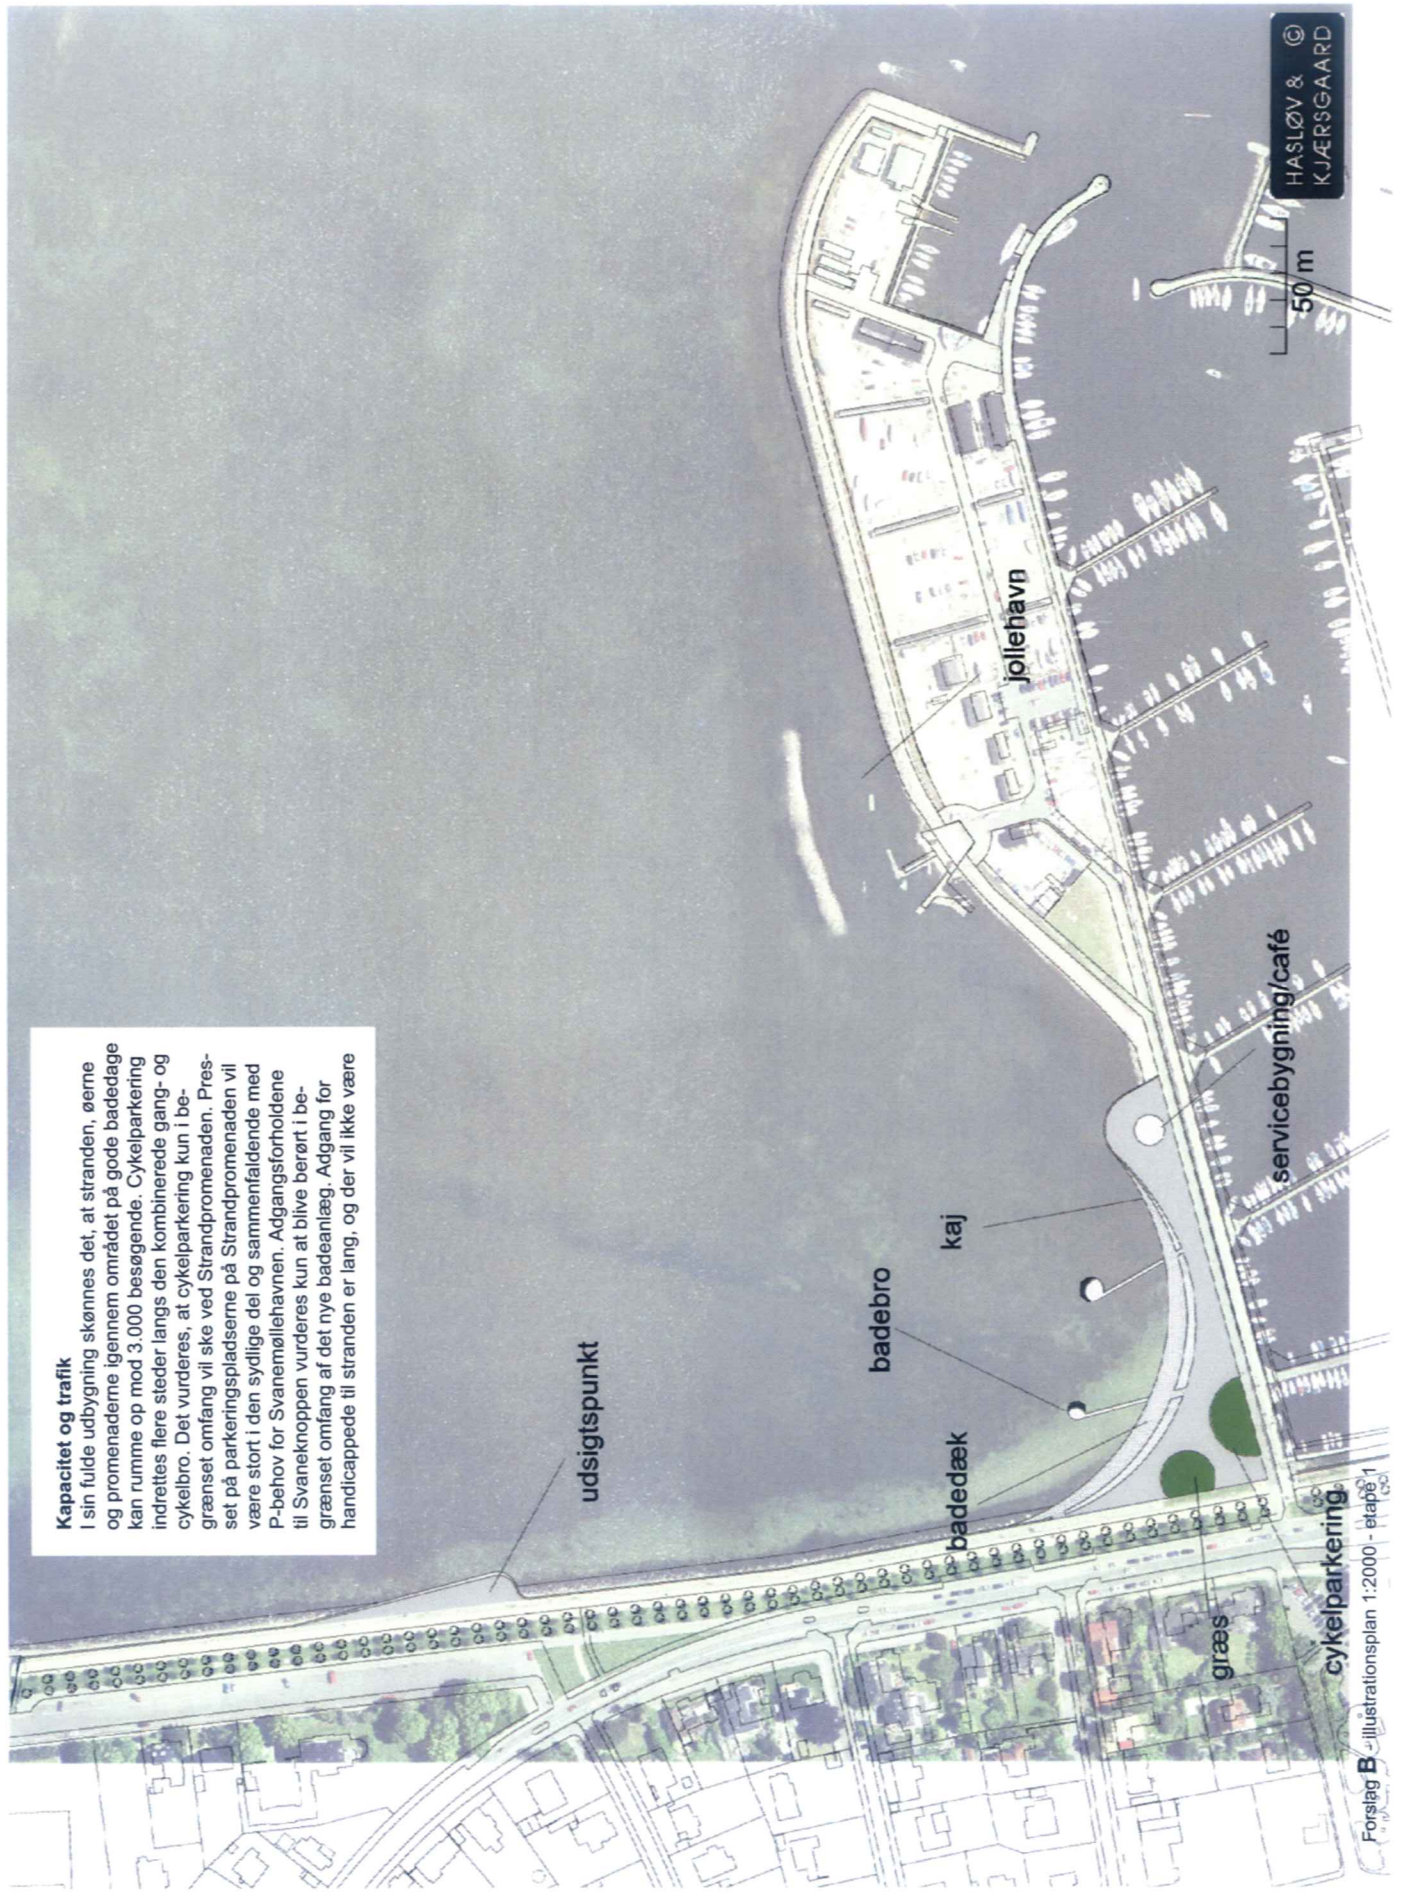 Kapacitet og trafik
I sin fulde udbygning skønnes det, at stranden, øerne
og promenaderne igennem området på gode badedage
kan rumme op mod 3.000 besøgende. Cykelparkering
indrettes flere steder langs den kombinerede gang- og
cykelbro. Det vurderes, at cykelparkering kun i be-
grænset omfang vil ske ved Strandpromenaden. Pres-
set på parkeringspladserne på Strandpromenaden vil
være stort i den sydlige del og sammenfaldende med
P-behov for Svanemøllehavnen. Adgangsforholdene
til Svaneknoppen vurderes kun at blive berørt i be-
grænset omfang af det nye badeanlæg. Adgang for
handicappede til stranden er lang, og der vil ikke være
udsigtspunkt
badebro
badedæk
kaj
jollehavn
græs
servicebygning/café
cykelparkering
50 m
HASLØV & ©
KJÆRSGAARD
Forslag B - illustrationsplan 1:2000 - etape 1